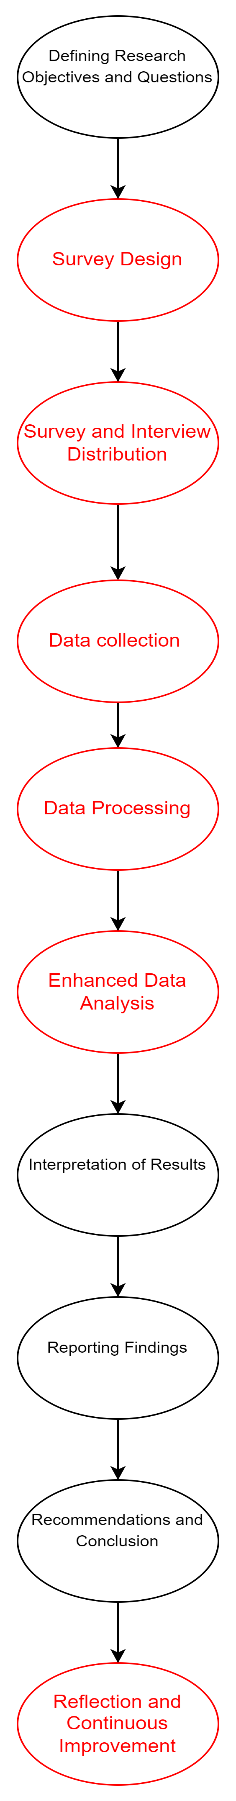 Defining Research
Objectives and Questions
Survey Design
Survey and Interview
Distribution
Data collection
Data Processing
Enhanced Data
Analysis
Interpretation of Results
Reporting Findings
Recommendations and
Conclusion
Reflection and
Continuous
Improvement